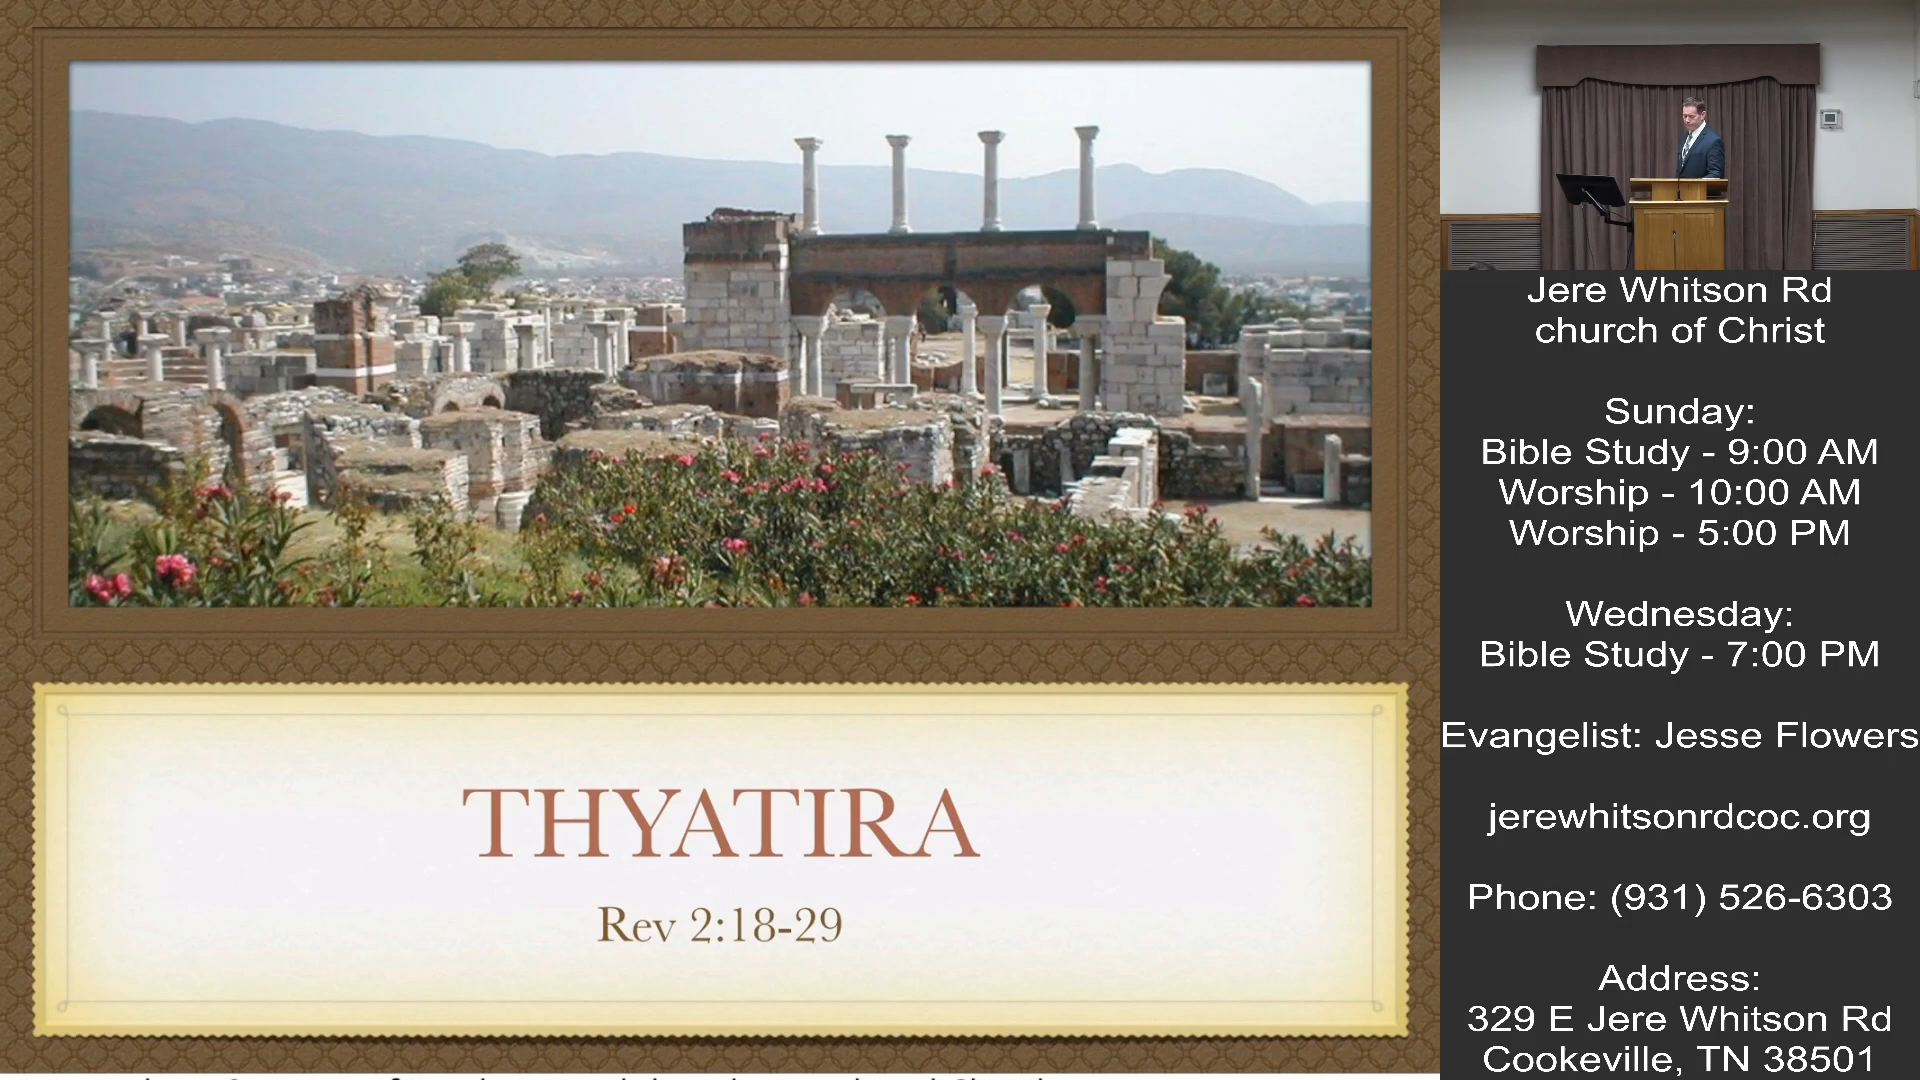 THYATIRA
Rev 2:18-29
Jere Whitson Rd
church of Christ
Sunday:
Bible Study - 9:00 AM
Worship - 10:00 AM
Worship - 5:00 PM
Wednesday:
Bible Study - 7:00 PM
Evangelist: Jesse Flowers
jerewhitsonrdcoc.org
Phone: (931) 526-6303
Address:
329 E Jere Whitson Rd
Cookeville, TN 38501